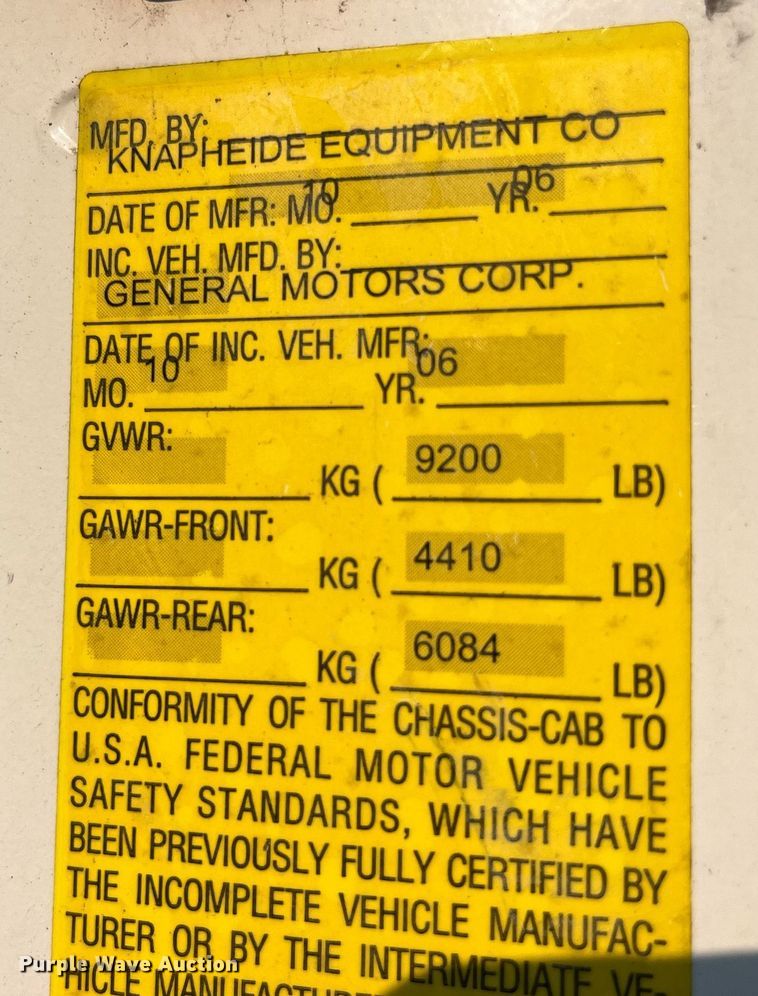 MFD. BY:
KNAPHEIDE EQUIPMENT CO
DATE OF MFR: MO. 10 YR. 06
INC. VEH. MFD. BY:
GENERAL MOTORS CORP.
DATE OF INC. VEH. MFR:
MO. 10 YR. 06
GVWR:
KG ( 9200 LB)
GAWR-FRONT:
KG ( 4410 LB)
GAWR-REAR:
KG ( 6084 LB)
CONFORMITY OF THE CHASSIS-CAB TO
U.S.A. FEDERAL MOTOR VEHICLE
SAFETY STANDARDS, WHICH HAVE
BEEN PREVIOUSLY FULLY CERTIFIED BY
THE INCOMPLETE VEHICLE MANUFAC-
TURER OR BY THE INTERMEDIATE VE-
HICLE
Purple Wave Auction